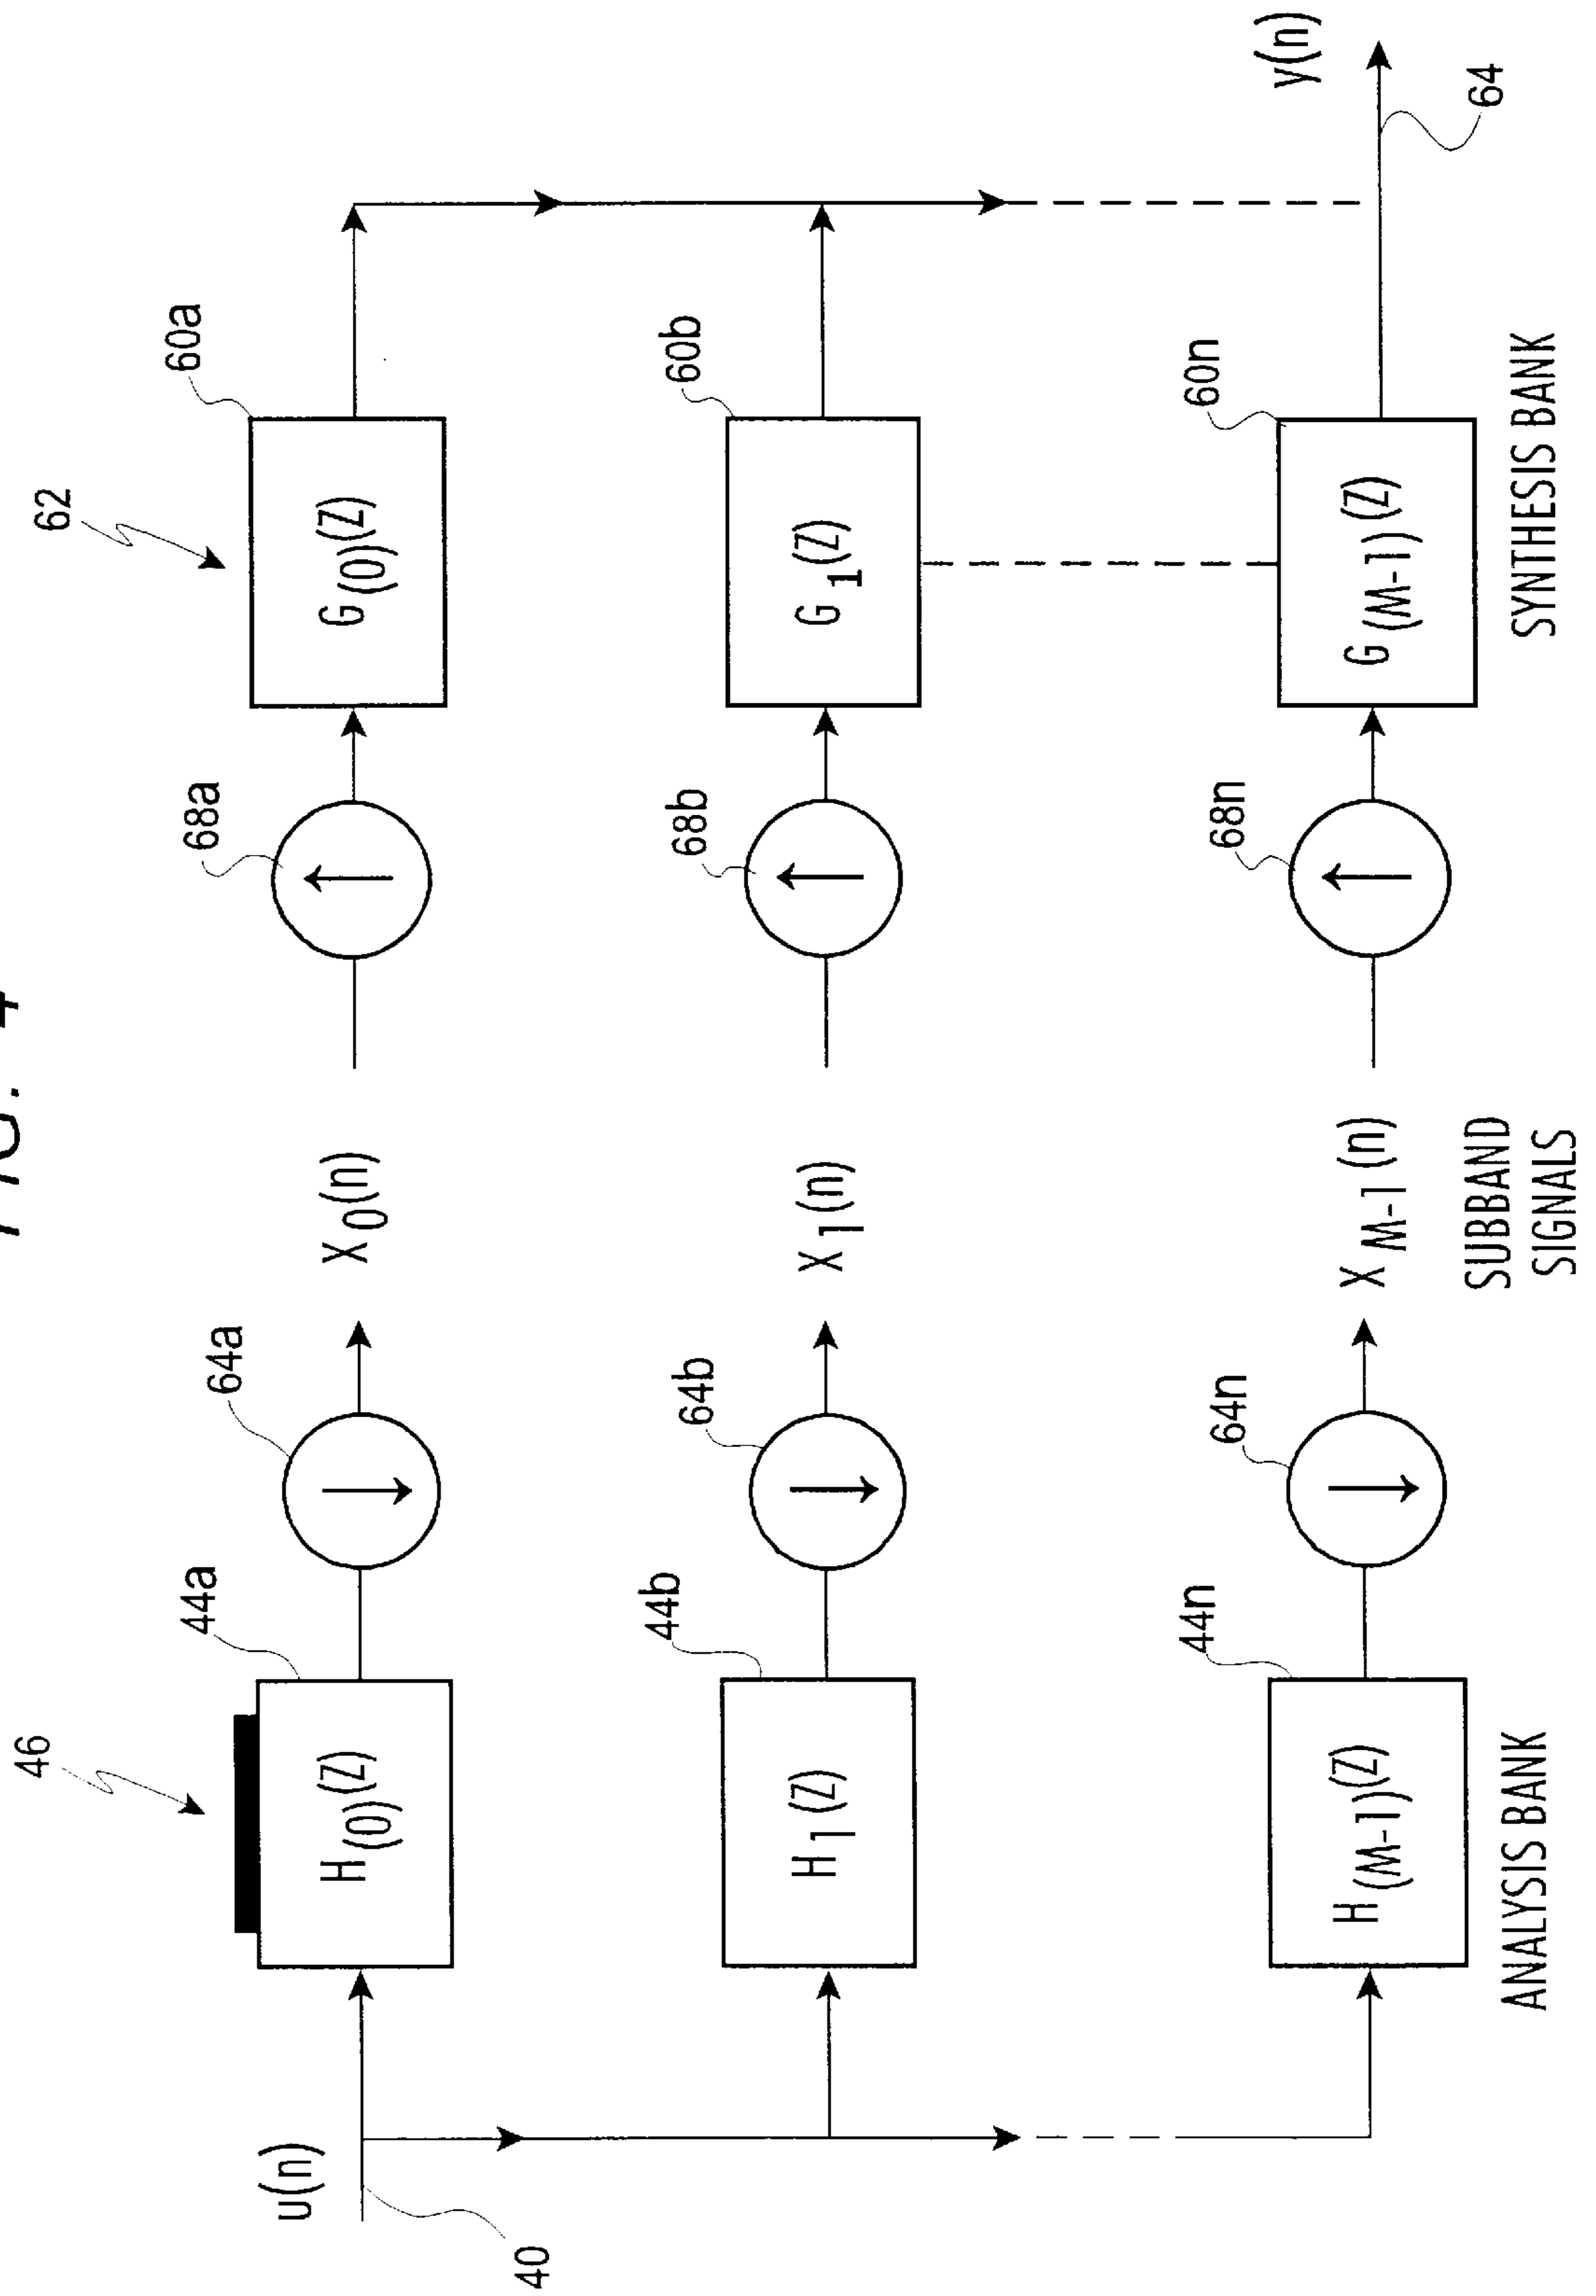 FIG. 4
46
62
u(n)
40
44a
H(0)(Z)
64a
X0(n)
68a
60a
G(0)(Z)
44b
H1(Z)
64b
X1(n)
68b
60b
G1(Z)
44n
H(M-1)(Z)
64n
XM-1(n)
68n
60n
G(M-1)(Z)
y(n)
64
ANALYSIS BANK
SUBBAND
SIGNALS
SYNTHESIS BANK